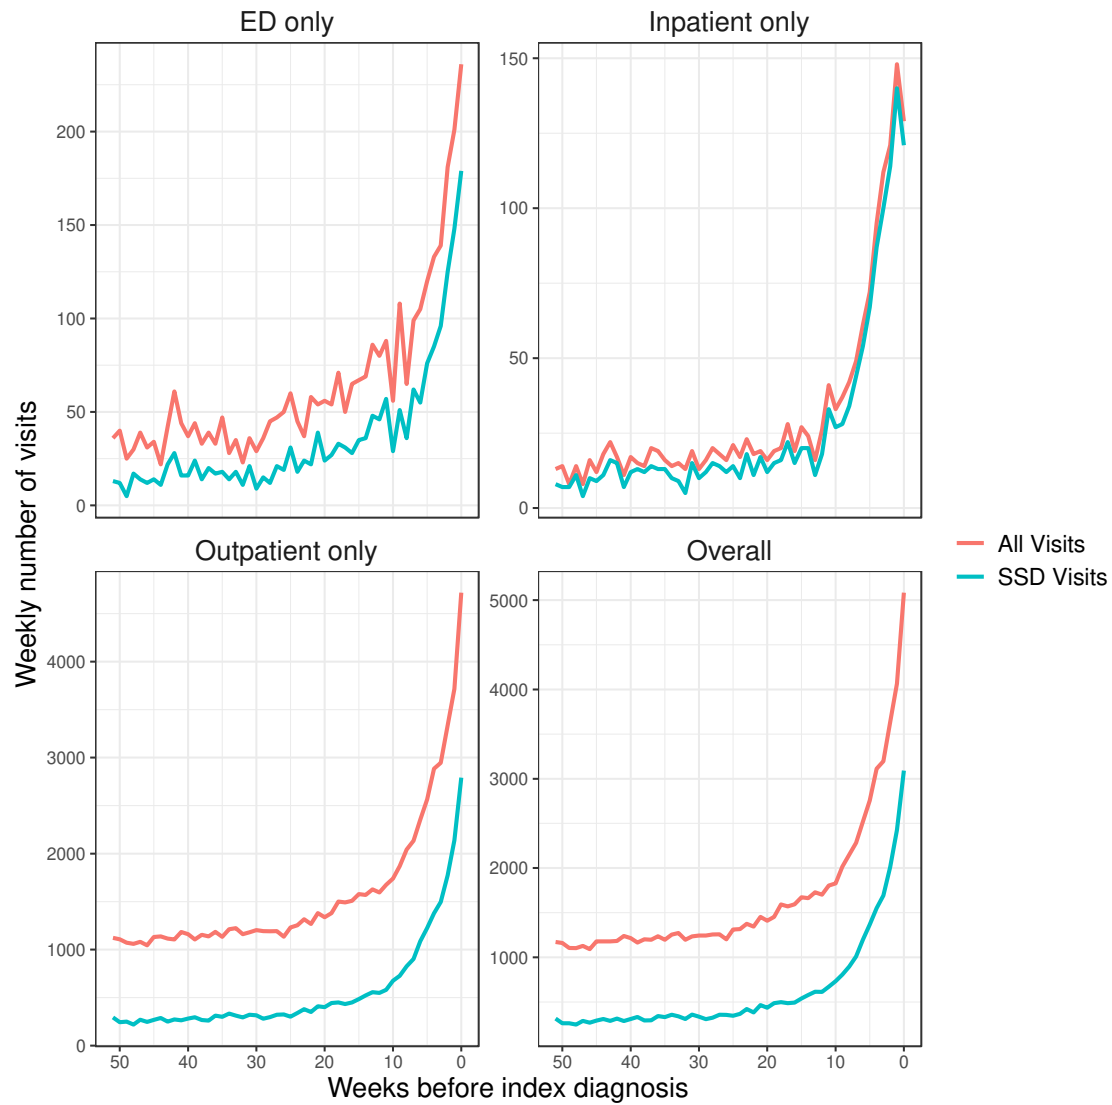 ED only
Inpatient only
200
150
100
50
0
150
100
50
0
Weekly number of visits
All Visits
SSD Visits
Outpatient only
Overall
4000
3000
2000
1000
0
5000
4000
3000
2000
1000
50 40 30 20 10 0
50 40 30 20 10 0
Weeks before index diagnosis